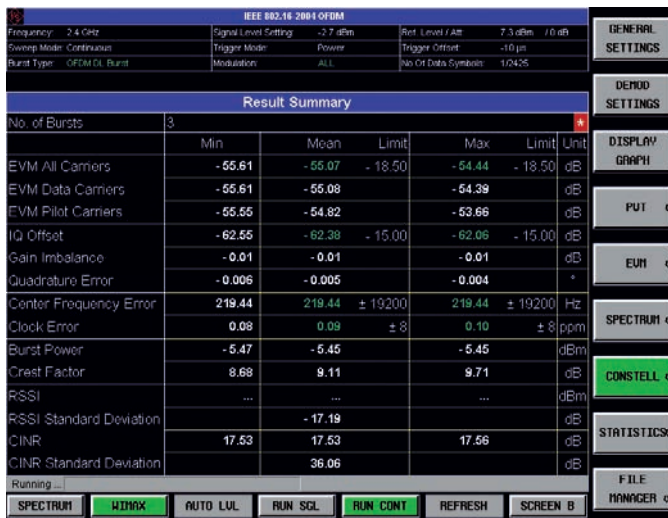 IEEE 802.16-2004 OFDM
Frequency: 2.4 GHz Signal Level Setting: -2.7 dBm Ref. Level / Att: 7.3 dBm / 0 dB
Sweep Mode: Continuous Trigger Mode: Power Trigger Offset: -10 µs
Burst Type: OFDM DL Burst Modulation: ALL No Of Data Symbols: 1/2425
Result Summary
No. of Bursts 3 *
Min Mean Limit Max Limit Unit
EVM All Carriers - 55.61 - 55.07 - 18.50 - 54.44 - 18.50 dB
EVM Data Carriers - 55.61 - 55.08 - 54.39 dB
EVM Pilot Carriers - 55.55 - 54.82 - 53.66 dB
IQ Offset - 62.55 - 62.38 - 15.00 - 62.06 - 15.00 dB
Gain Imbalance - 0.01 - 0.01 - 0.01 dB
Quadrature Error - 0.006 - 0.005 - 0.004 °
Center Frequency Error 219.44 219.44 ± 19200 219.44 ± 19200 Hz
Clock Error 0.08 0.09 ± 8 0.10 ± 8 ppm
Burst Power - 5.47 - 5.45 - 5.45 dBm
Crest Factor 8.68 9.11 9.71 dB
RSSI ... ... ... dBm
RSSI Standard Deviation - 17.19 dB
CINR 17.53 17.53 17.56 dB
CINR Standard Deviation 36.06 dB
Running ...
SPECTRUM WIMAX AUTO LVL RUN SGL RUN CONT REFRESH SCREEN B
GENERAL
SETTINGS
DEMOD
SETTINGS
DISPLAY
GRAPH
PVT
EVM
SPECTRUM
CONSTELL
STATISTICS
FILE
MANAGER